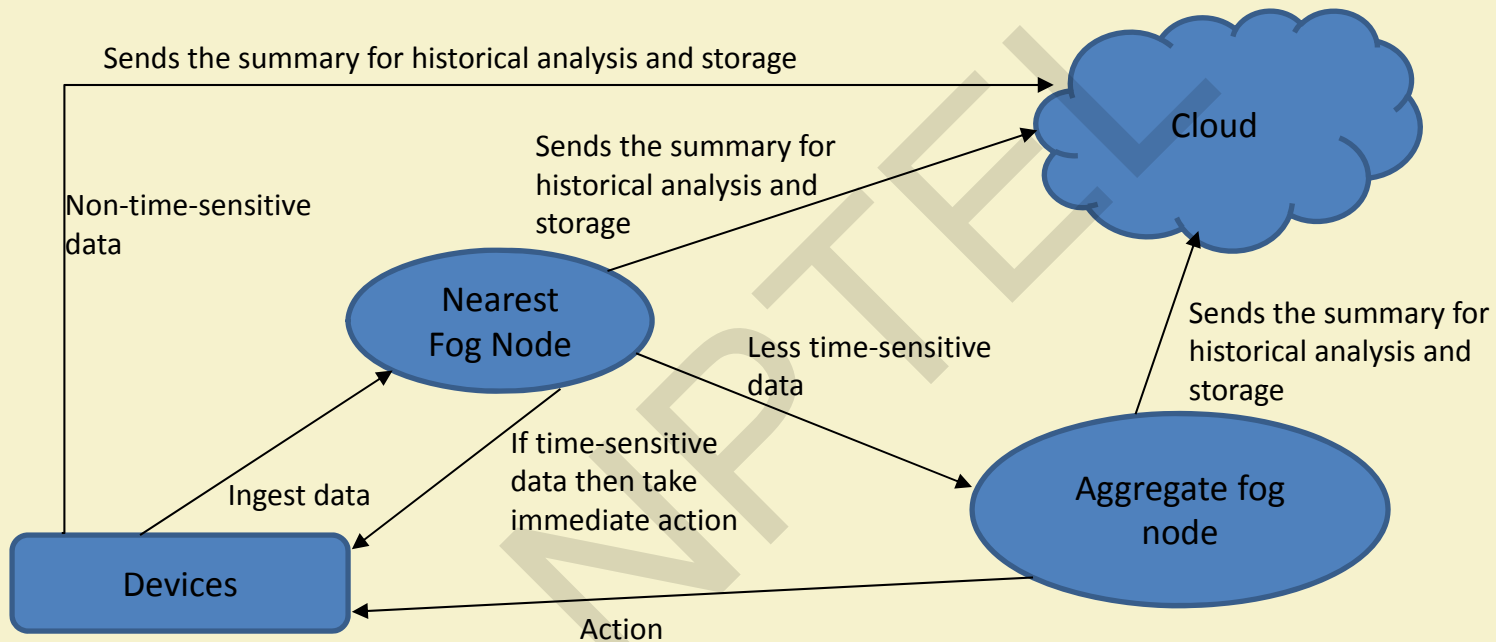 Sends the summary for historical analysis and storage
Cloud
Sends the summary for
historical analysis and
storage
Non-time-sensitive
data
Nearest
Fog Node
Less time-sensitive
data
Sends the summary for
historical analysis and
storage
If time-sensitive
data then take
immediate action
Ingest data
Aggregate fog
node
Devices
Action
NPTEL